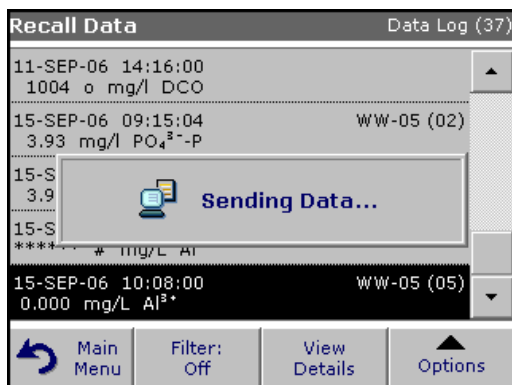 Recall Data
Data Log (37)
11-SEP-06 14:16:00
1004 o mg/l DCO
15-SEP-06 09:15:04 WW-05 (02)
3.93 mg/l PO₄³⁻-P
15-S
3.9
Sending Data...
15-S
15-SEP-06 10:08:00 WW-05 (05)
0.000 mg/L Al³⁺
Main Menu
Filter: Off
View Details
Options